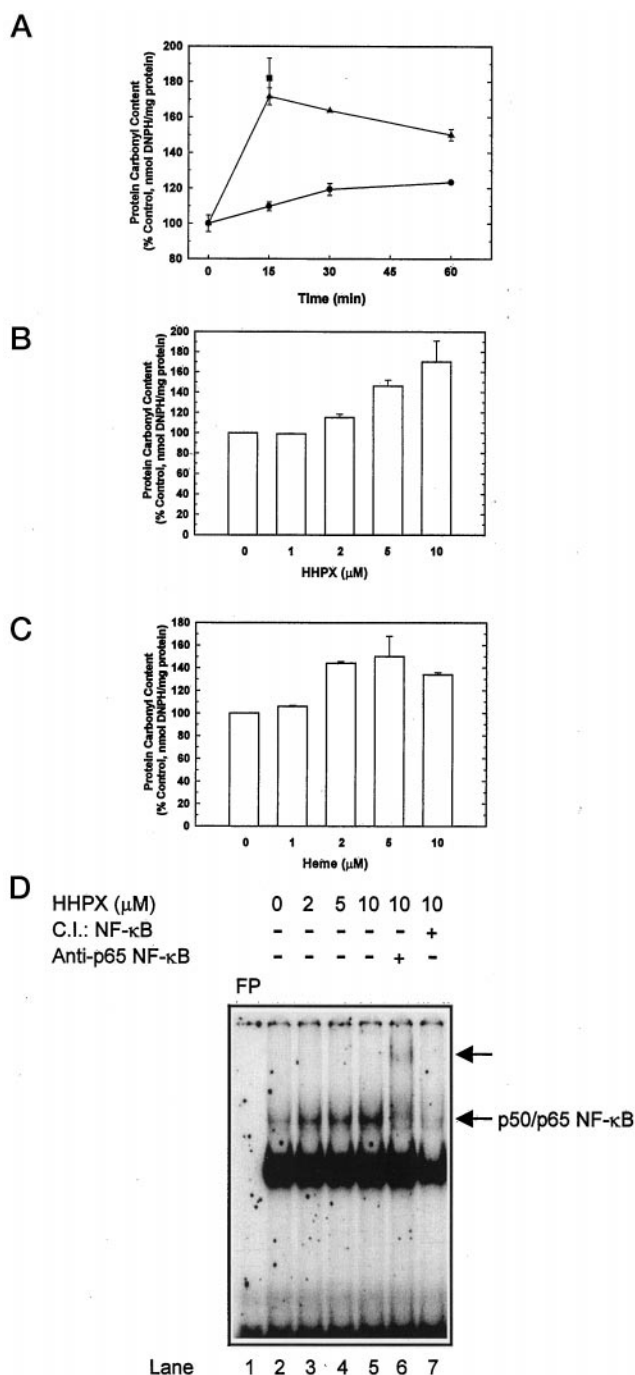 A
Protein Carbonyl Content
(% Control, nmol DNPH/mg protein)
200
180
160
140
120
100
80
0 15 30 45 60
Time (min)
B
Protein Carbonyl Content
(% Control, nmol DNPH/mg protein)
200
180
160
140
120
100
80
60
40
20
0
0 1 2 5 10
HHPX (μM)
C
Protein Carbonyl Content
(% Control, nmol DNPH/mg protein)
180
160
140
120
100
80
60
40
20
0
0 1 2 5 10
Heme (μM)
D
HHPX (μM) 0 2 5 10 10 10
C.I.: NF-κB - - - - - +
Anti-p65 NF-κB - - - - + -
FP
p50/p65 NF-κB
Lane 1 2 3 4 5 6 7